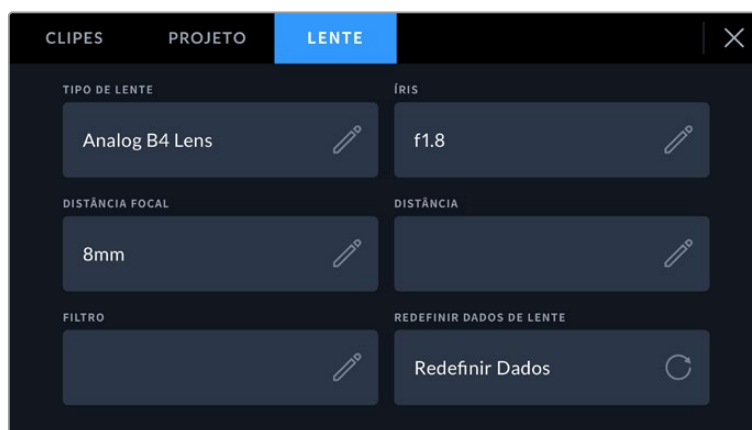 CLIPES PROJETO LENTE
TIPO DE LENTE
Analog B4 Lens
ÍRIS
f1.8
DISTÂNCIA FOCAL
8mm
DISTÂNCIA
FILTRO
REDEFINIR DADOS DE LENTE
Redefinir Dados